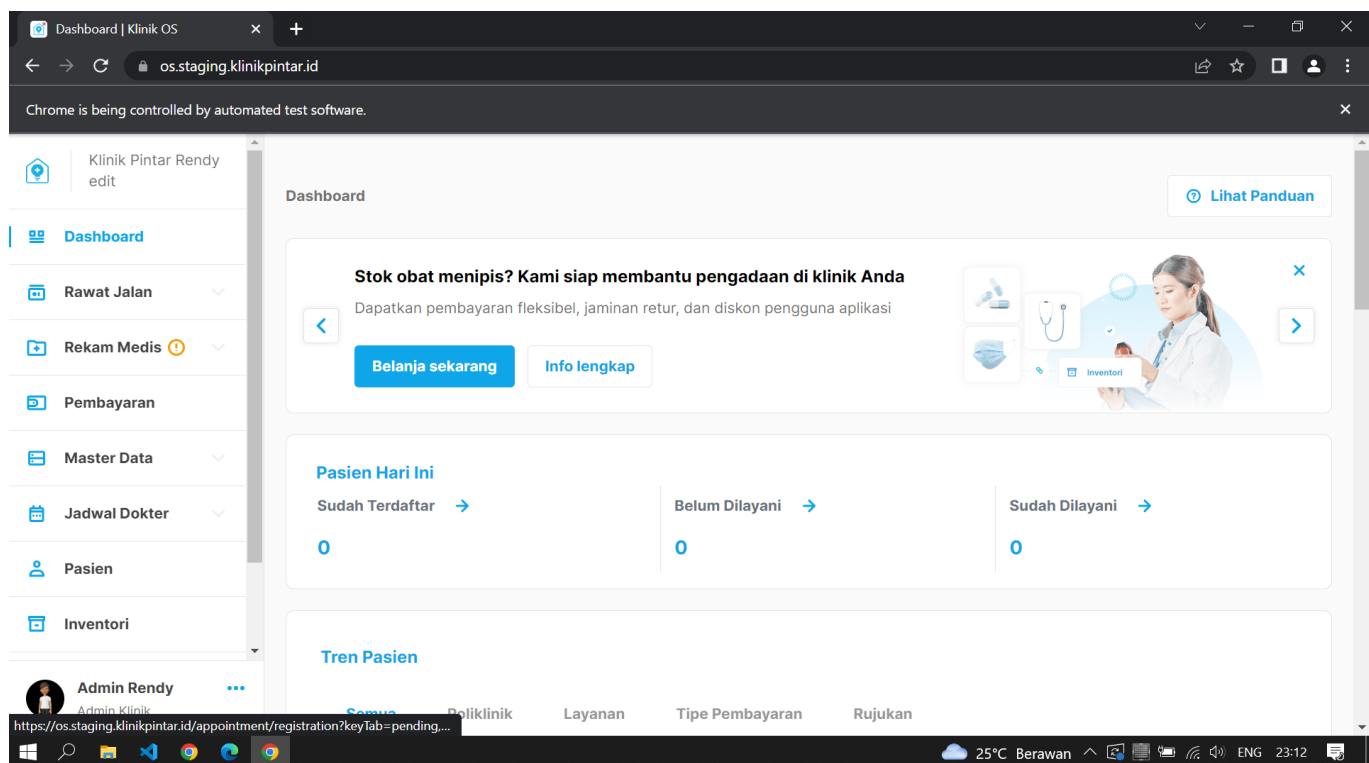 Dashboard | Klinik OS
os.staging.klinikpintar.id
Chrome is being controlled by automated test software.
Klinik Pintar Rendy
edit
Dashboard
Rawat Jalan
Rekam Medis
Pembayaran
Master Data
Jadwal Dokter
Pasien
Inventori
Admin Rendy
Admin Klinik
https://os.staging.klinikpintar.id/appointment/registration?keyTab=pending,...
Dashboard
Lihat Panduan
Stok obat menipis? Kami siap membantu pengadaan di klinik Anda
Dapatkan pembayaran fleksibel, jaminan retur, dan diskon pengguna aplikasi
Belanja sekarang
Info lengkap
Inventori
Pasien Hari Ini
Sudah Terdaftar
0
Belum Dilayani
0
Sudah Dilayani
0
Tren Pasien
Semua Poliklinik Layanan Tipe Pembayaran Rujukan
25°C Berawan ENG 23:12